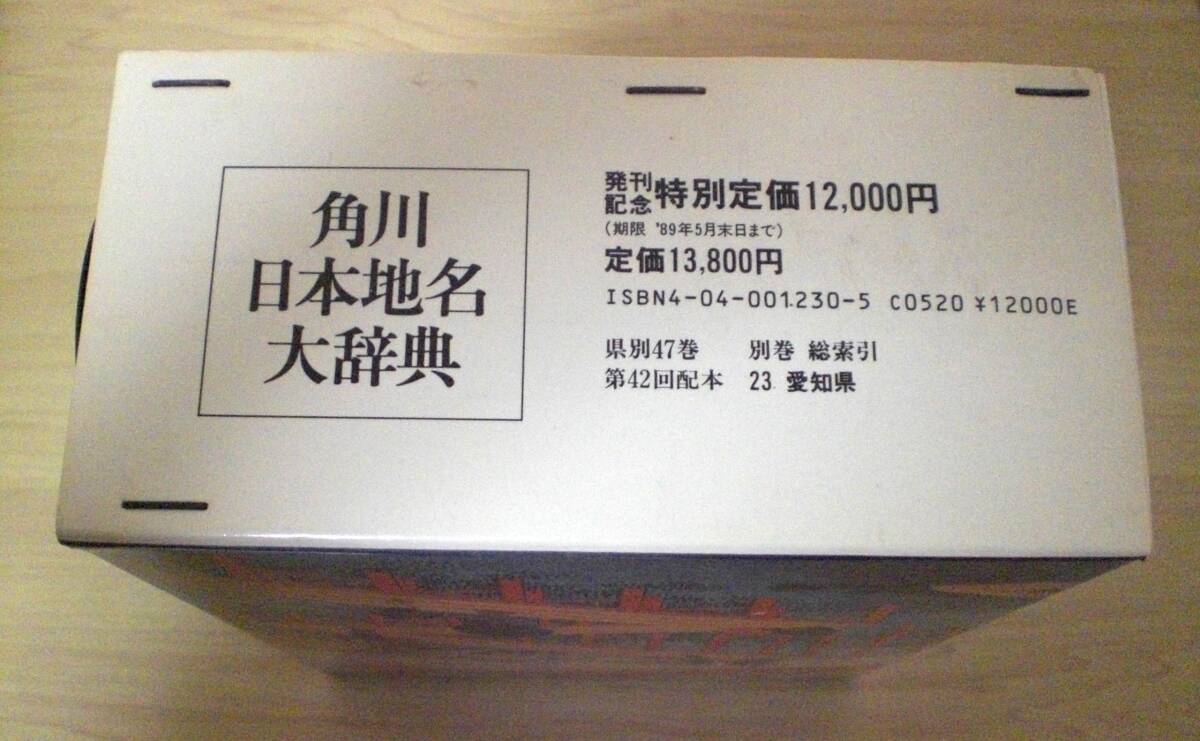 角川
日本地名
大辞典
発刊記念特別定価12,000円
(期限 '89年5月末日まで)
定価13,800円
ISBN4-04-001230-5 C0520 ¥12000E
県別47巻 別巻 総索引
第42回配本 23 愛知県